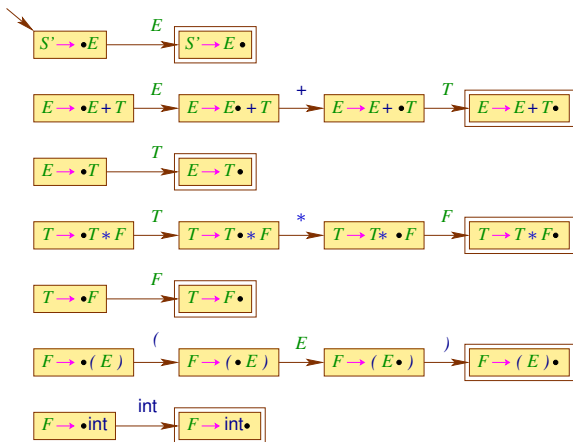 E
S' → •E S' → E •
E + T
E → •E + T E → E• + T E → E + •T E → E + T•
T
E → •T E → T•
T * F
T → •T * F T → T • * F T → T * •F T → T * F•
F
T → •F T → F•
( E )
F → •( E ) F → (• E ) F → ( E•) F → ( E )•
int
F → •int F → int•